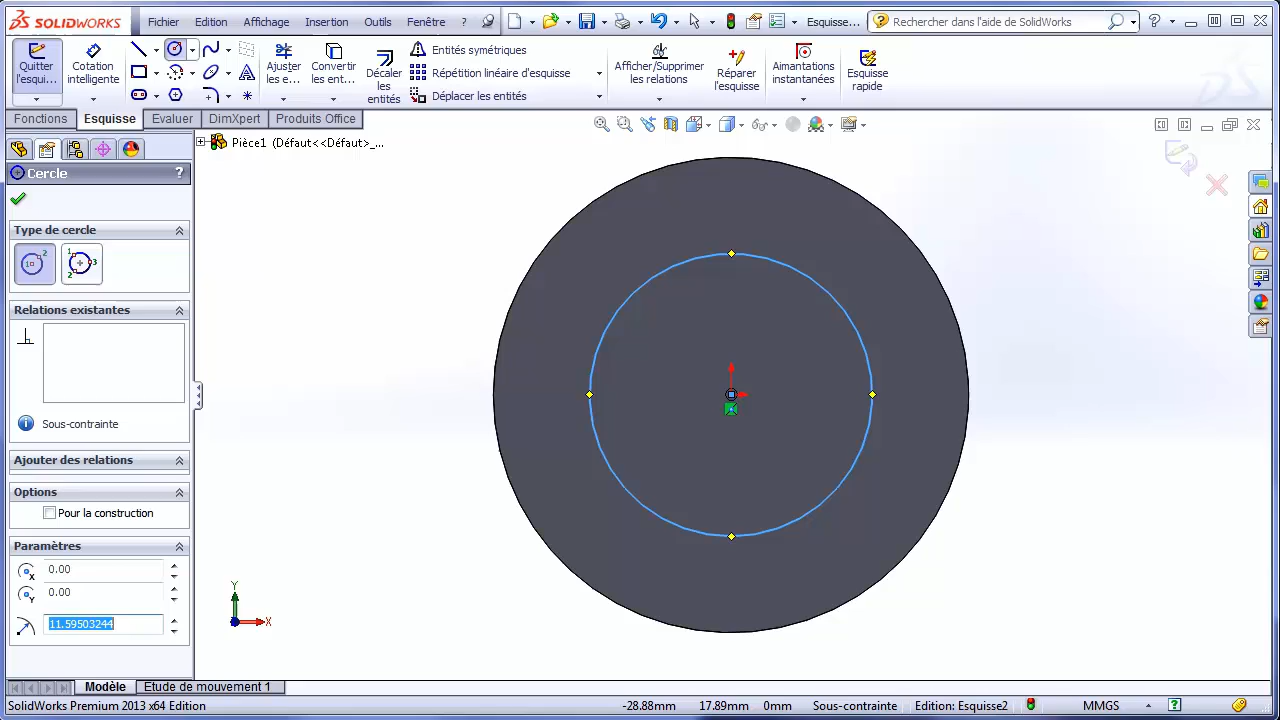 SOLIDWORKS
Fichier Edition Affichage Insertion Outils Fenêtre ? Esquisse... Rechercher dans l'aide de SolidWorks ?
Quitter l'esqui...
Cotation intelligente
Ajuster les e...
Convertir les ent...
Décaler les entités
Entités symétriques
Répétition linéaire d'esquisse
Déplacer les entités
Afficher/Supprimer les relations
Réparer l'esquisse
Aimantations instantanées
Esquisse rapide
Fonctions Esquisse Evaluer DimXpert Produits Office
Pièce1 (Défaut<<Défaut>_...
Cercle ?
Type de cercle
Relations existantes
Sous-contrainte
Ajouter des relations
Options
Pour la construction
Paramètres
0.00
0.00
11.59503244
Y
X
Modèle Etude de mouvement 1
SolidWorks Premium 2013 x64 Edition -28.88mm 17.89mm 0mm Sous-contrainte Edition: Esquisse2 MMGS ?